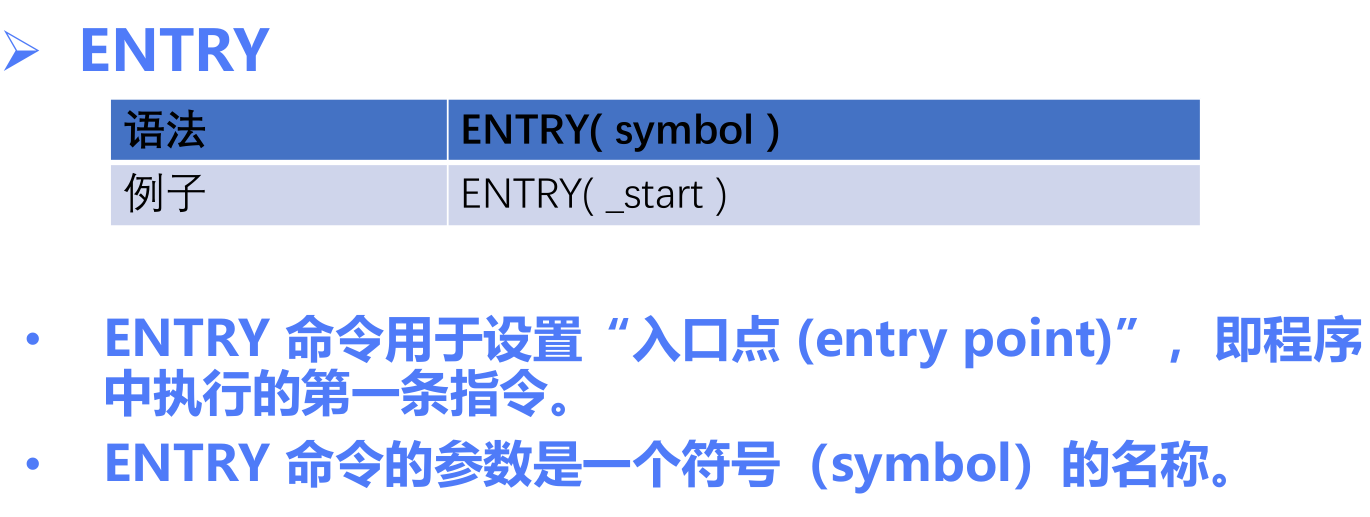 ➢ ENTRY
语法 ENTRY( symbol )
例子 ENTRY( _start )
• ENTRY 命令用于设置“入口点 (entry point)”，即程序
中执行的第一条指令。
• ENTRY 命令的参数是一个符号（symbol）的名称。